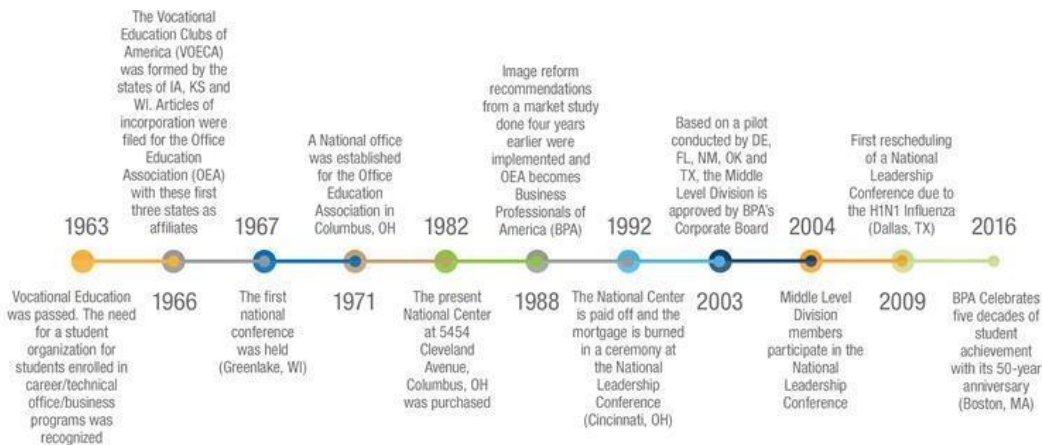 1963
Vocational Education
was passed. The need
for a student
organization for
students enrolled in
career/technical
office/business
programs was
recognized
The Vocational
Education Clubs of
America (VOECA)
was formed by the
states of IA, KS and
WI. Articles of
incorporation were
filed for the Office
Education
Association (OEA)
with these first
three states as
affiliates
1966
1967
The first
national
conference
was held
(Greenlake, WI)
A National office
was established
for the Office
Education
Association in
Columbus, OH
1971
1982
The present
National Center
at 5454
Cleveland
Avenue,
Columbus, OH
was purchased
Image reform
recommendations
from a market study
done four years
earlier were
implemented and
OEA becomes
Business
Professionals of
America (BPA)
1988
1992
The National Center
is paid off and the
mortgage is burned
in a ceremony at
the National
Leadership
Conference
(Cincinnati, OH)
Based on a pilot
conducted by DE,
FL, NM, OK and
TX, the Middle
Level Division is
approved by BPA's
Corporate Board
2003
2004
Middle Level
Division
members
participate in the
National
Leadership
Conference
First rescheduling
of a National
Leadership
Conference due to
the H1N1 Influenza
(Dallas, TX)
2009
2016
BPA Celebrates
five decades of
student
achievement
with its 50-year
anniversary
(Boston, MA)